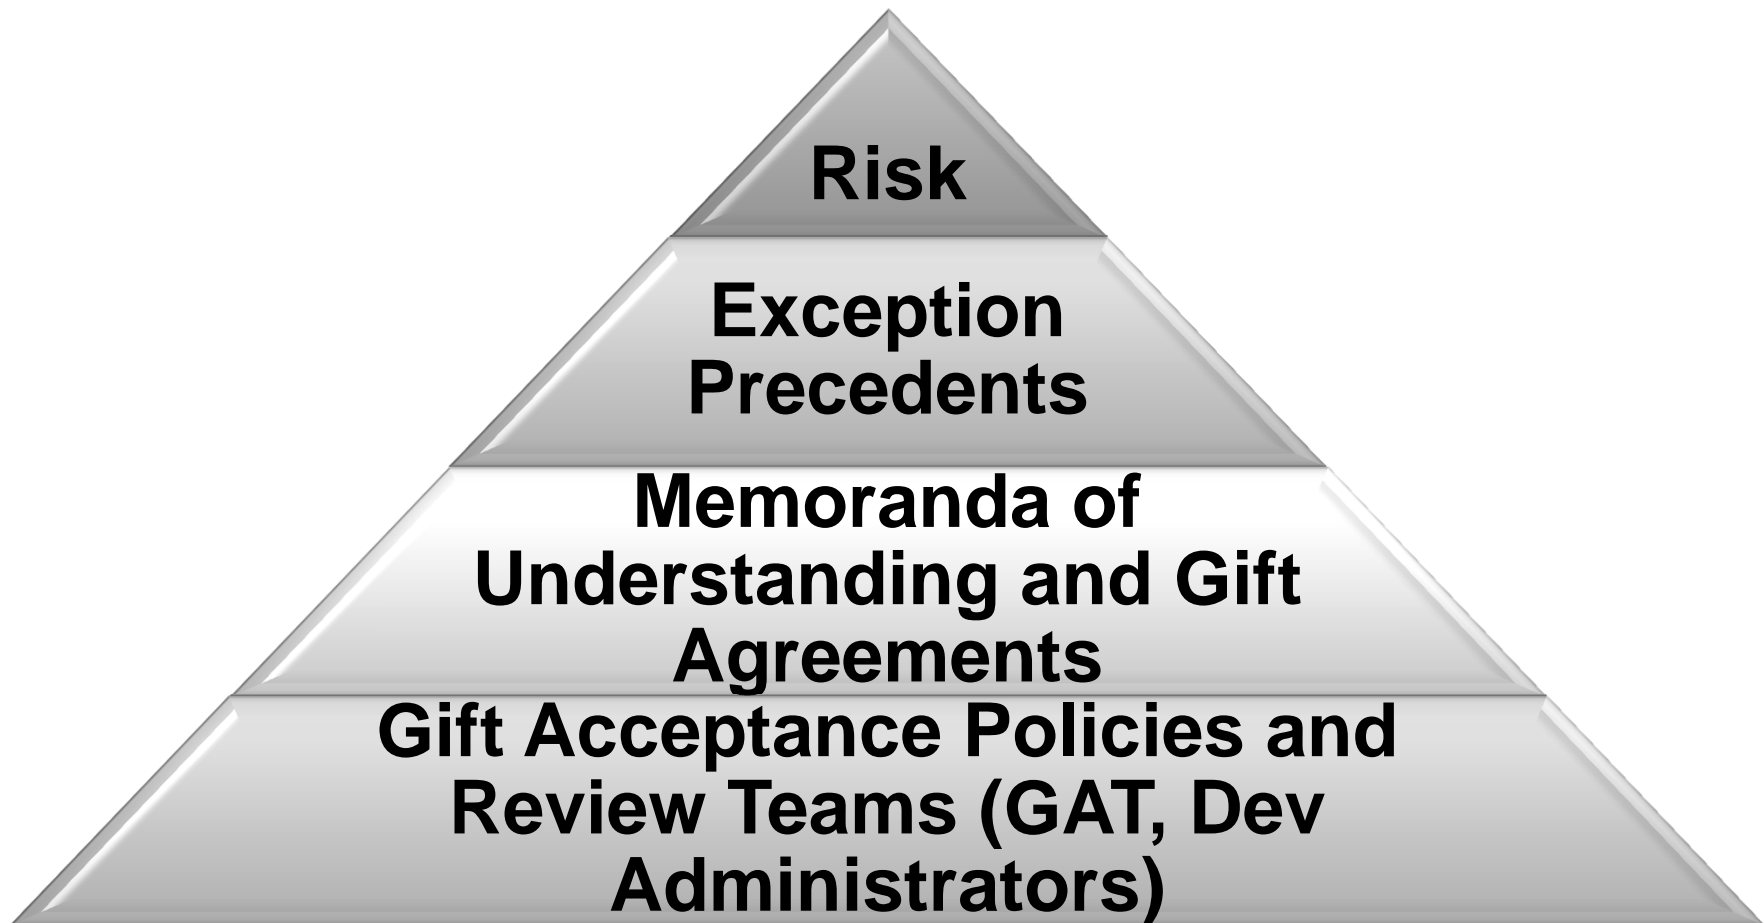 Risk
Exception
Precedents
Memoranda of
Understanding and Gift
Agreements
Gift Acceptance Policies and
Review Teams (GAT, Dev
Administrators)